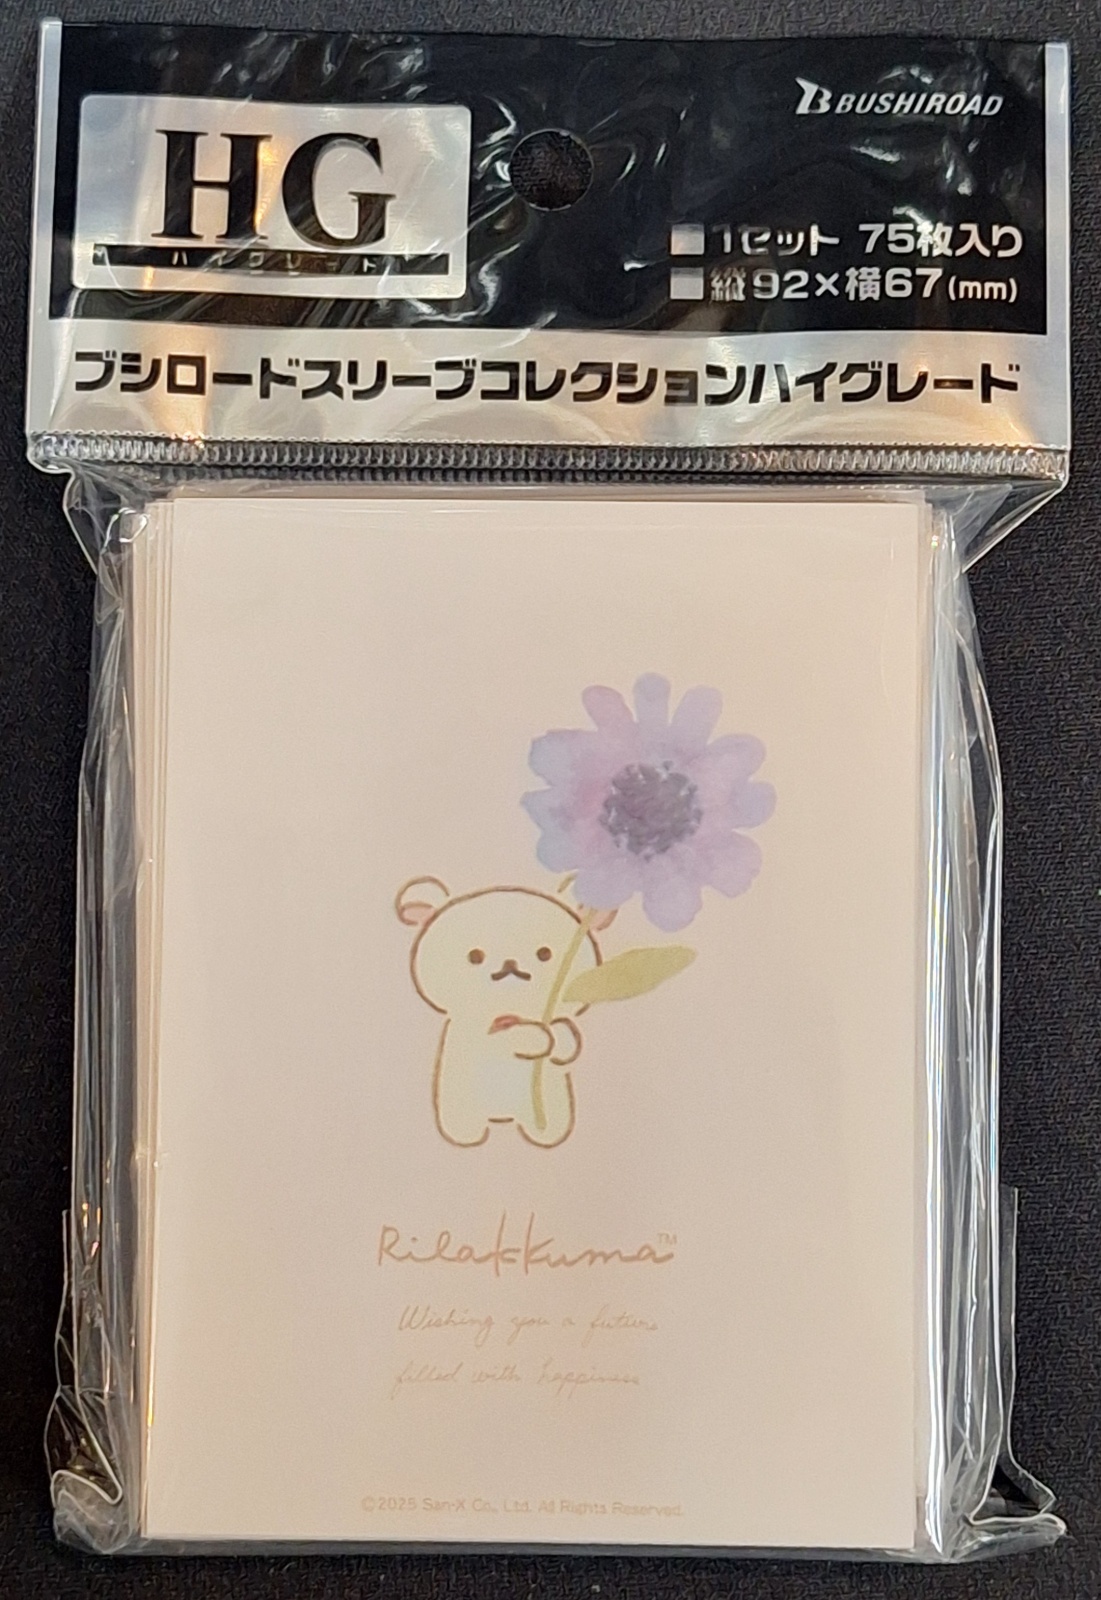 HG
ハイグレード
BUSHIROAD
1セット 75枚入り
縦92×横67(mm)
ブシロードスリーブコレクションハイグレード
Rilakkuma™
Wishing you a future
filled with happiness
©2025 San-X Co., Ltd. All Rights Reserved.